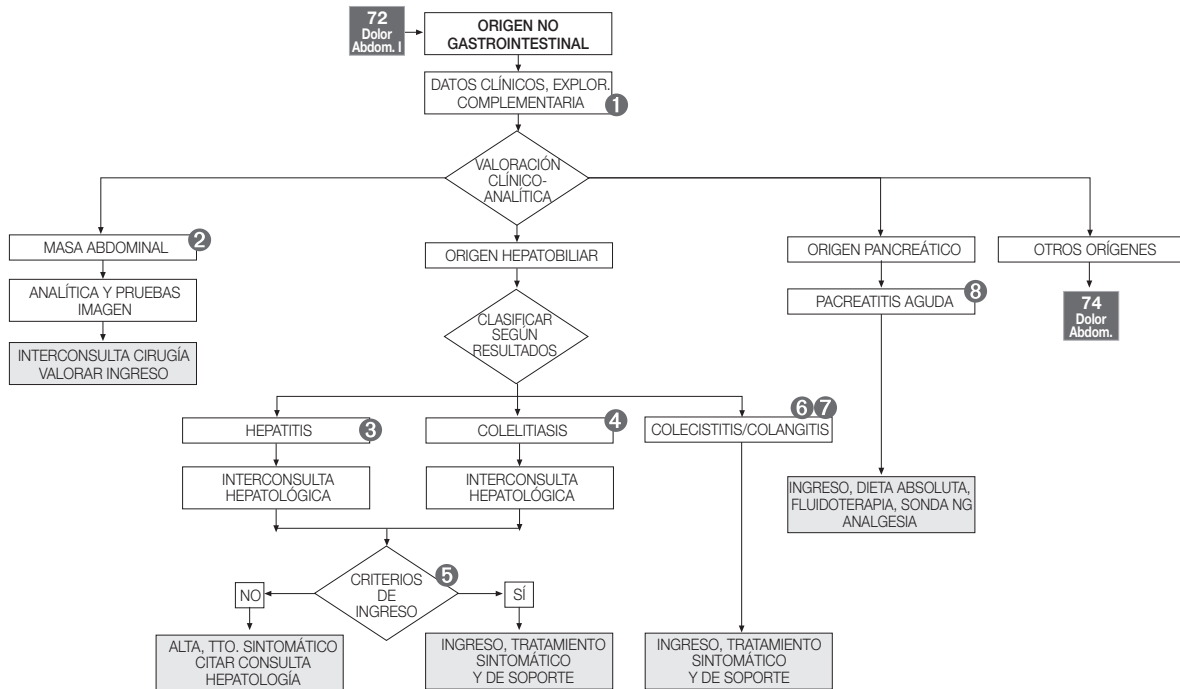 72
Dolor
Abdom. I
ORIGEN NO
GASTROINTESTINAL
DATOS CLÍNICOS, EXPLOR.
COMPLEMENTARIA
1
VALORACIÓN
CLÍNICO-
ANALÍTICA
MASA ABDOMINAL
2
ORIGEN HEPATOBILIAR
ORIGEN PANCREÁTICO
OTROS ORÍGENES
ANALÍTICA Y PRUEBAS
IMAGEN
PACREATITIS AGUDA
8
74
Dolor
Abdom.
CLASIFICAR
SEGÚN
RESULTADOS
INTERCONSULTA CIRUGÍA
VALORAR INGRESO
HEPATITIS
3
COLELITIASIS
4
COLECISTITIS/COLANGITIS
6 7
INTERCONSULTA
HEPATOLÓGICA
INTERCONSULTA
HEPATOLÓGICA
INGRESO, DIETA ABSOLUTA,
FLUIDOTERAPIA, SONDA NG
ANALGESIA
CRITERIOS
DE
INGRESO
5
NO
SÍ
ALTA, TTO. SINTOMÁTICO
CITAR CONSULTA
HEPATOLOGÍA
INGRESO, TRATAMIENTO
SINTOMÁTICO
Y DE SOPORTE
INGRESO, TRATAMIENTO
SINTOMÁTICO
Y DE SOPORTE